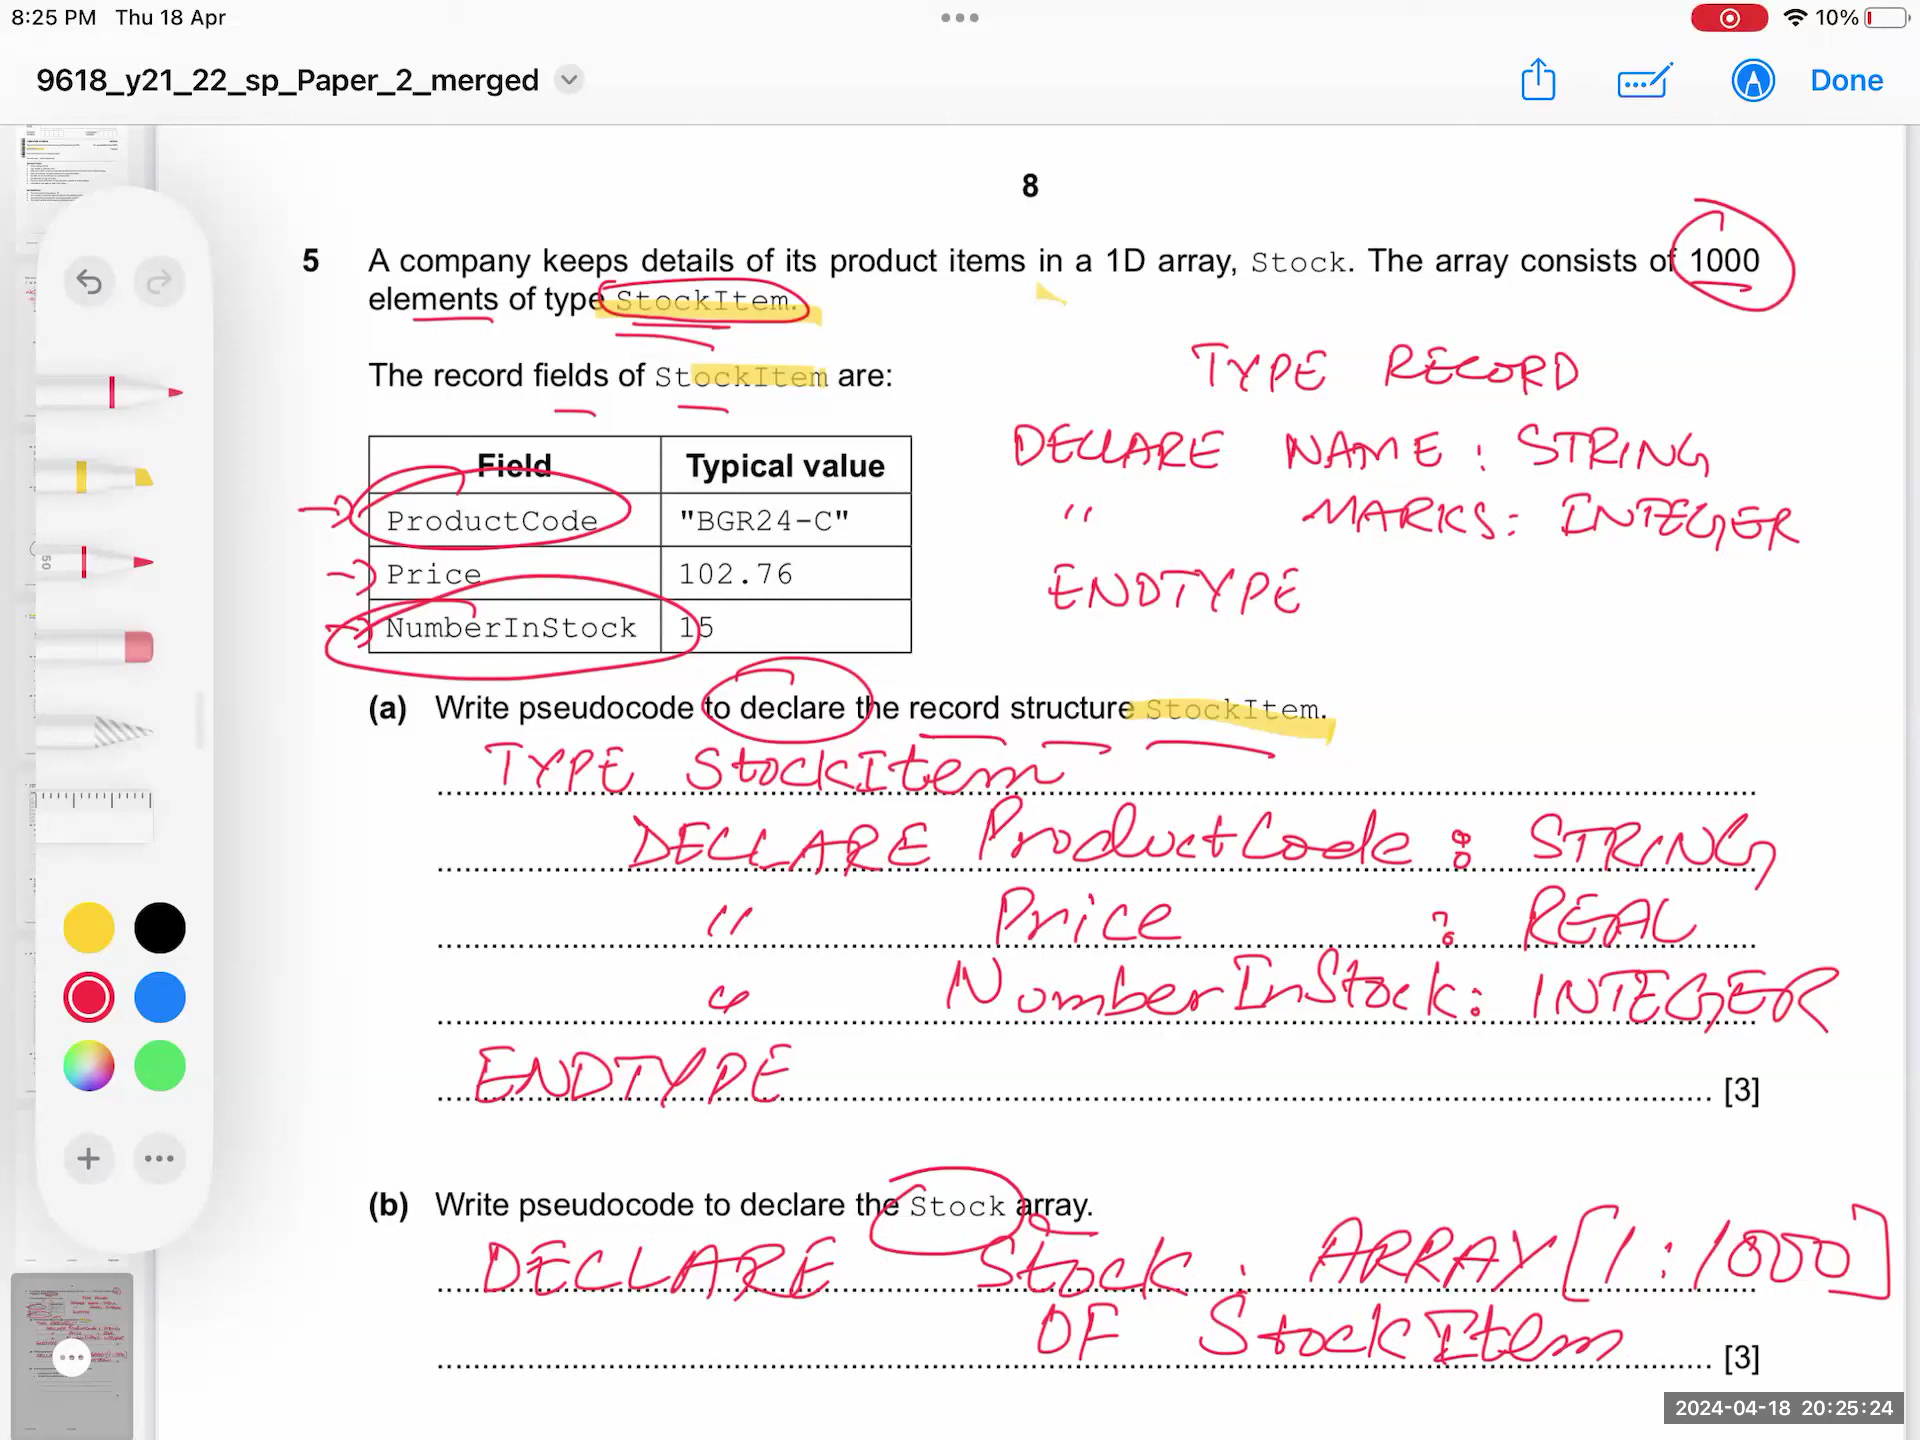 8:25 PM Thu 18 Apr
10%
9618_y21_22_sp_Paper_2_merged
Done
8
5 A company keeps details of its product items in a 1D array, Stock. The array consists of 1000
elements of type StockItem.
The record fields of StockItem are:
TYPE RECORD
DECLARE NAME : STRING
" MARKS : INTEGER
ENDTYPE
Field Typical value
ProductCode "BGR24-C"
Price 102.76
NumberInStock 15
50
(a) Write pseudocode to declare the record structure StockItem.
TYPE StockItem
DECLARE ProductCode : STRING
" Price : REAL
" NumberInStock : INTEGER
ENDTYPE
[3]
(b) Write pseudocode to declare the Stock array.
DECLARE Stock : ARRAY [1:1000]
OF StockItem
[3]
2024-04-18 20:25:24